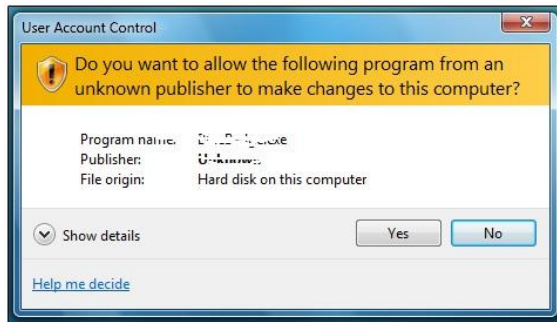 User Account Control
Do you want to allow the following program from an
unknown publisher to make changes to this computer?
Program name:
Publisher: Unknown
File origin: Hard disk on this computer
Show details
Yes No
Help me decide